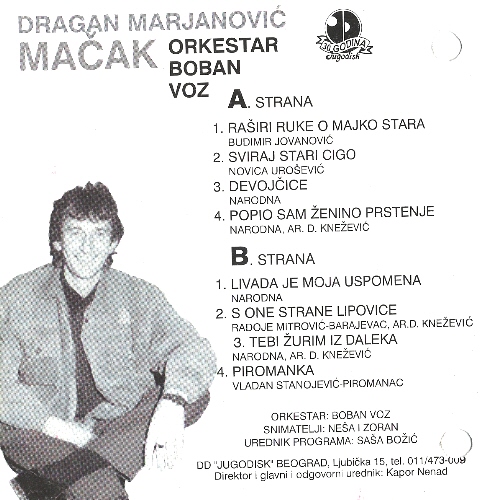 DRAGAN MARJANOVIĆ
MAČAK
ORKESTAR
BOBAN
VOZ
30 GODINA
Jugodisk
A. STRANA
1. RAŠIRI RUKE O MAJKO STARA
BUDIMIR JOVANOVIĆ
2. SVIRAJ STARI CIGO
NOVICA UROŠEVIĆ
3. DEVOJČICE
NARODNA
4. POPIO SAM ŽENINO PRSTENJE
NARODNA, AR. D. KNEŽEVIĆ
B. STRANA
1. LIVADA JE MOJA USPOMENA
NARODNA
2. S ONE STRANE LIPOVICE
RADOJE MITROVIĆ-BARAJEVAC, AR.D. KNEŽEVIĆ
3. TEBI ŽURIM IZ DALEKA
NARODNA, AR. D. KNEŽEVIĆ
4. PIROMANKA
VLADAN STANOJEVIĆ-PIROMANAC
ORKESTAR: BOBAN VOZ
SNIMATELJI: NEŠA I ZORAN
UREDNIK PROGRAMA: SAŠA BOŽIĆ
DD "JUGODISK" BEOGRAD, Ljubička 15, tel. 011/473-009
Direktor i glavni i odgovorni urednik: Kapor Nenad